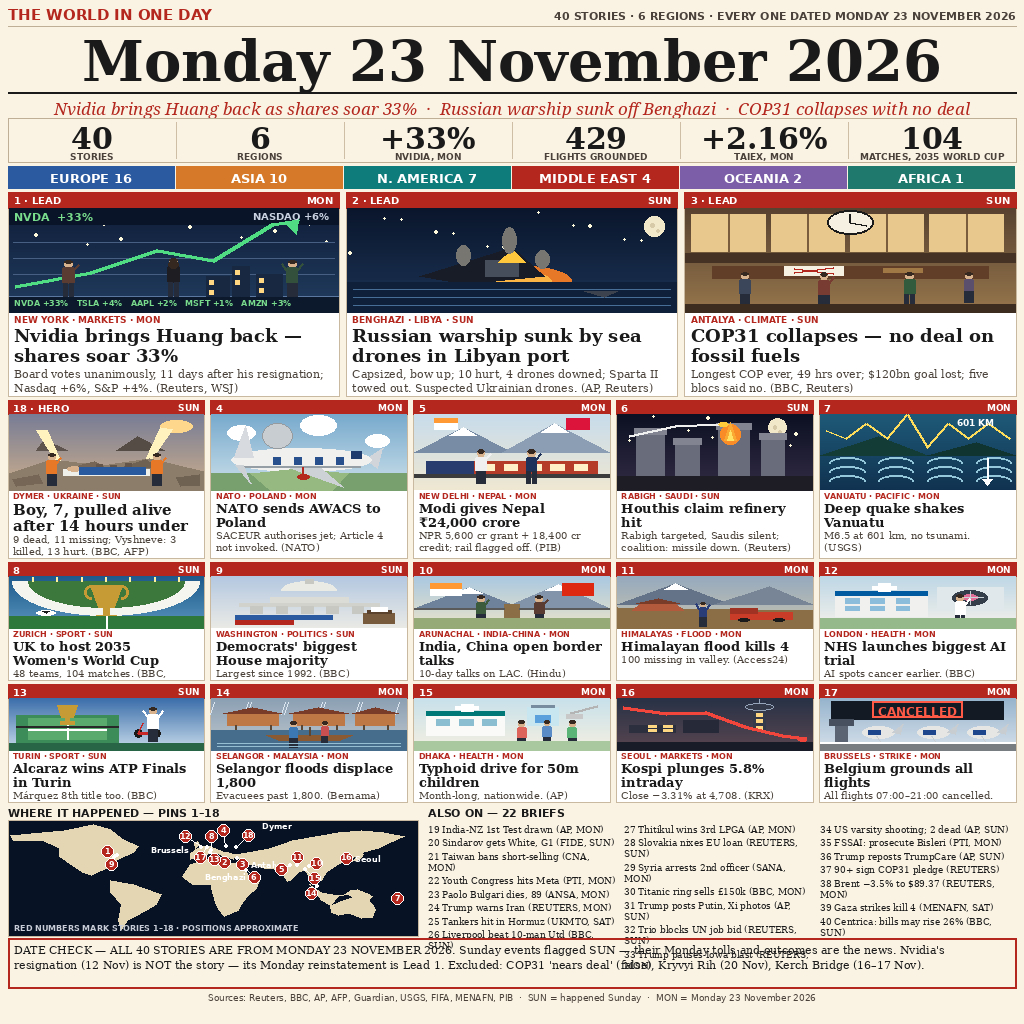 THE WORLD IN ONE DAY
40 STORIES · 6 REGIONS · EVERY ONE DATED MONDAY 23 NOVEMBER 2026
Monday 23 November 2026
Nvidia brings Huang back as shares soar 33% · Russian warship sunk off Benghazi · COP31 collapses with no deal
40
STORIES
6
REGIONS
+33%
NVIDIA, MON
429
FLIGHTS GROUNDED
+2.16%
TAIEX, MON
104
MATCHES, 2035 WORLD CUP
EUROPE 16
ASIA 10
N. AMERICA 7
MIDDLE EAST 4
OCEANIA 2
AFRICA 1
1 · LEAD MON
NVDA +33%
NASDAQ +6%
NVDA +33% TSLA +4% AAPL +2% MSFT +1% AMZN +3%
NEW YORK · MARKETS · MON
Nvidia brings Huang back —
shares soar 33%
Board votes unanimously, 11 days after his resignation;
Nasdaq +6%, S&P +4%. (Reuters, WSJ)
2 · LEAD SUN
BENGHAZI · LIBYA · SUN
Russian warship sunk by sea
drones in Libyan port
Capsized, bow up; 10 hurt, 4 drones downed; Sparta II
towed out. Suspected Ukrainian drones. (AP, Reuters)
3 · LEAD SUN
ANTALYA · CLIMATE · SUN
COP31 collapses — no deal on
fossil fuels
Longest COP ever, 49 hrs over; $120bn goal lost; five
blocs said no. (BBC, Reuters)
18 · HERO SUN
DYMER · UKRAINE · SUN
Boy, 7, pulled alive
after 14 hours under
9 dead, 11 missing; Vyshneve: 3
killed, 13 hurt. (BBC, AFP)
4 MON
NATO · POLAND · MON
NATO sends AWACS to
Poland
SACEUR authorises jet; Article 4
not invoked. (NATO)
5 MON
NEW DELHI · NEPAL · MON
Modi gives Nepal
₹24,000 crore
NPR 5,600 cr grant + 18,400 cr
credit; rail flagged off. (PIB)
6 SUN
RABIGH · SAUDI · SUN
Houthis claim refinery
hit
Rabigh targeted, Saudis silent;
coalition: missile down. (Reuters)
7 MON
601 KM
VANUATU · PACIFIC · MON
Deep quake shakes
Vanuatu
M6.5 at 601 km, no tsunami.
(USGS)
8 SUN
ZURICH · SPORT · SUN
UK to host 2035
Women's World Cup
48 teams, 104 matches. (BBC,
9 SUN
WASHINGTON · POLITICS · SUN
Democrats' biggest
House majority
Largest since 1992. (BBC)
10 MON
ARUNACHAL · INDIA-CHINA · MON
India, China open border
talks
10-day talks on LAC. (Hindu)
11 MON
HIMALAYAS · FLOOD · MON
Himalayan flood kills 4
100 missing in valley. (Access24)
12 MON
LONDON · HEALTH · MON
NHS launches biggest AI
trial
AI spots cancer earlier. (BBC)
13 SUN
TURIN · SPORT · SUN
Alcaraz wins ATP Finals
in Turin
Márquez 8th title too. (BBC)
14 MON
SELANGOR · MALAYSIA · MON
Selangor floods displace
1,800
Evacuees past 1,800. (Bernama)
15 MON
DHAKA · HEALTH · MON
Typhoid drive for 50m
children
Month-long, nationwide. (AP)
16 MON
SEOUL · MARKETS · MON
Kospi plunges 5.8%
intraday
Close −3.31% at 4,708. (KRX)
17 MON
CANCELLED
BRUSSELS · STRIKE · MON
Belgium grounds all
flights
All flights 07:00–21:00 cancelled.
WHERE IT HAPPENED — PINS 1–18
12
8
4
18
Dymer
1
9
Brussels
17
13
2
3
Benghazi
6
5
11
10
15
14
16
Seoul
7
RED NUMBERS MARK STORIES 1–18 · POSITIONS APPROXIMATE
ALSO ON — 22 BRIEFS
19 India-NZ 1st Test drawn (AP, MON)
20 Sindarov gets White, G1 (FIDE, SUN)
21 Taiwan bans short-selling (CNA,
MON)
22 Youth Congress hits Meta (PTI, MON)
23 Paolo Bulgari dies, 89 (ANSA, MON)
24 Trump warns Iran (REUTERS, MON)
25 Tankers hit in Hormuz (UKMTO, SAT)
26 Liverpool beat 10-man Utd (BBC,
SUN)
27 Thitikul wins 3rd LPGA (AP, MON)
28 Slovakia nixes EU loan (REUTERS,
SUN)
29 Syria arrests 2nd officer (SANA,
MON)
30 Titanic ring sells £150k (BBC, MON)
31 Trump posts Putin, Xi photos (AP,
SUN)
32 Trio blocks UN job bid (REUTERS,
SUN)
33 Trump pauses Iowa blast (REUTERS,
34 US varsity shooting; 2 dead (AP, SUN)
35 FSSAI: prosecute Bisleri (PTI, MON)
36 Trump reposts TrumpCare (AP, SUN)
37 90+ sign COP31 pledge (REUTERS)
38 Brent −3.5% to $89.37 (REUTERS,
MON)
39 Gaza strikes kill 4 (MENAFN, SAT)
40 Centrica: bills may rise 26% (BBC,
SUN)
DATE CHECK — ALL 40 STORIES ARE FROM MONDAY 23 NOVEMBER 2026. Sunday events flagged SUN — their Monday tolls and outcomes are the news. Nvidia's
resignation (12 Nov) is NOT the story — its Monday reinstatement is Lead 1. Excluded: COP31 'nears deal' (false), Kryvyi Rih (20 Nov), Kerch Bridge (16–17 Nov).
Sources: Reuters, BBC, AP, AFP, Guardian, USGS, FIFA, MENAFN, PIB · SUN = happened Sunday · MON = Monday 23 November 2026